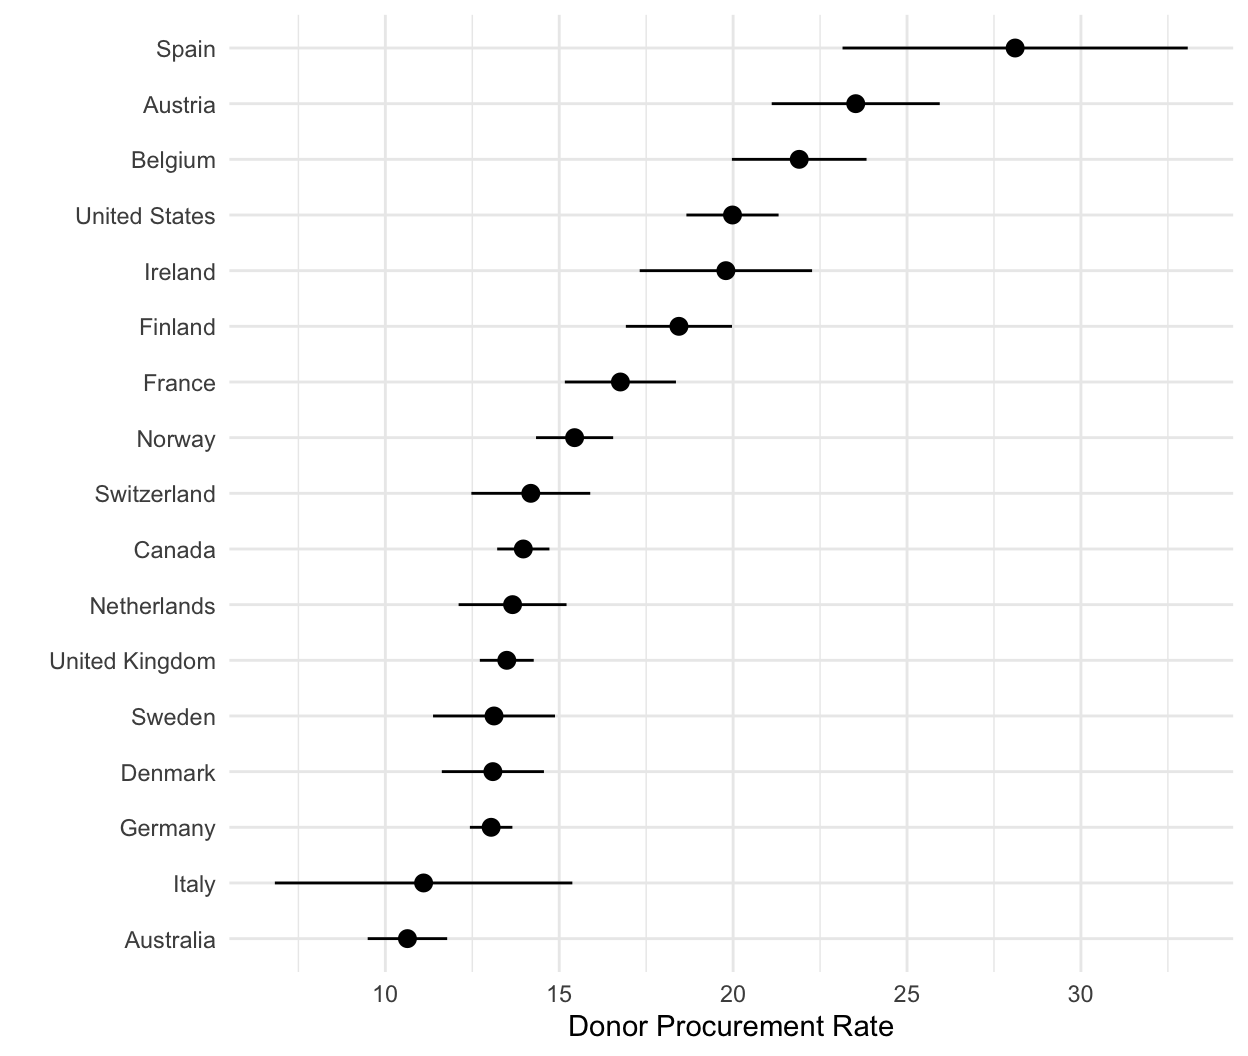 Spain
Austria
Belgium
United States
Ireland
Finland
France
Norway
Switzerland
Canada
Netherlands
United Kingdom
Sweden
Denmark
Germany
Italy
Australia
10 15 20 25 30
Donor Procurement Rate